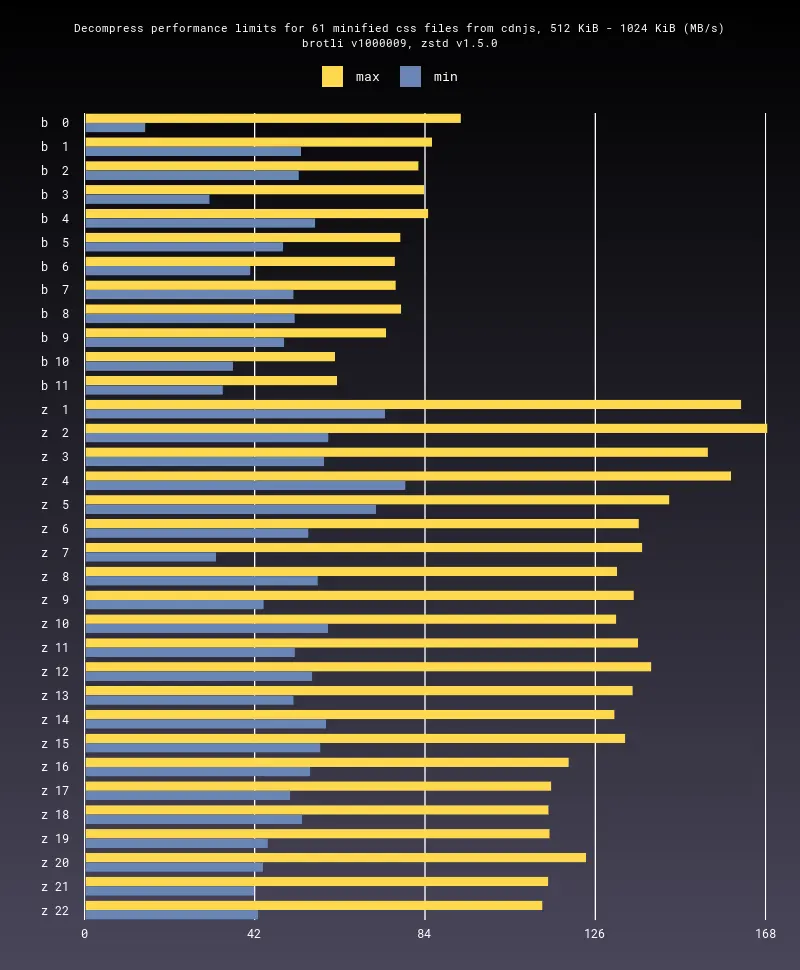 Decompress performance limits for 61 minified css files from cdnjs, 512 KiB - 1024 KiB (MB/s)
brotli v1000009, zstd v1.5.0
max min
b 0
b 1
b 2
b 3
b 4
b 5
b 6
b 7
b 8
b 9
b 10
b 11
z 1
z 2
z 3
z 4
z 5
z 6
z 7
z 8
z 9
z 10
z 11
z 12
z 13
z 14
z 15
z 16
z 17
z 18
z 19
z 20
z 21
z 22
0 42 84 126 168